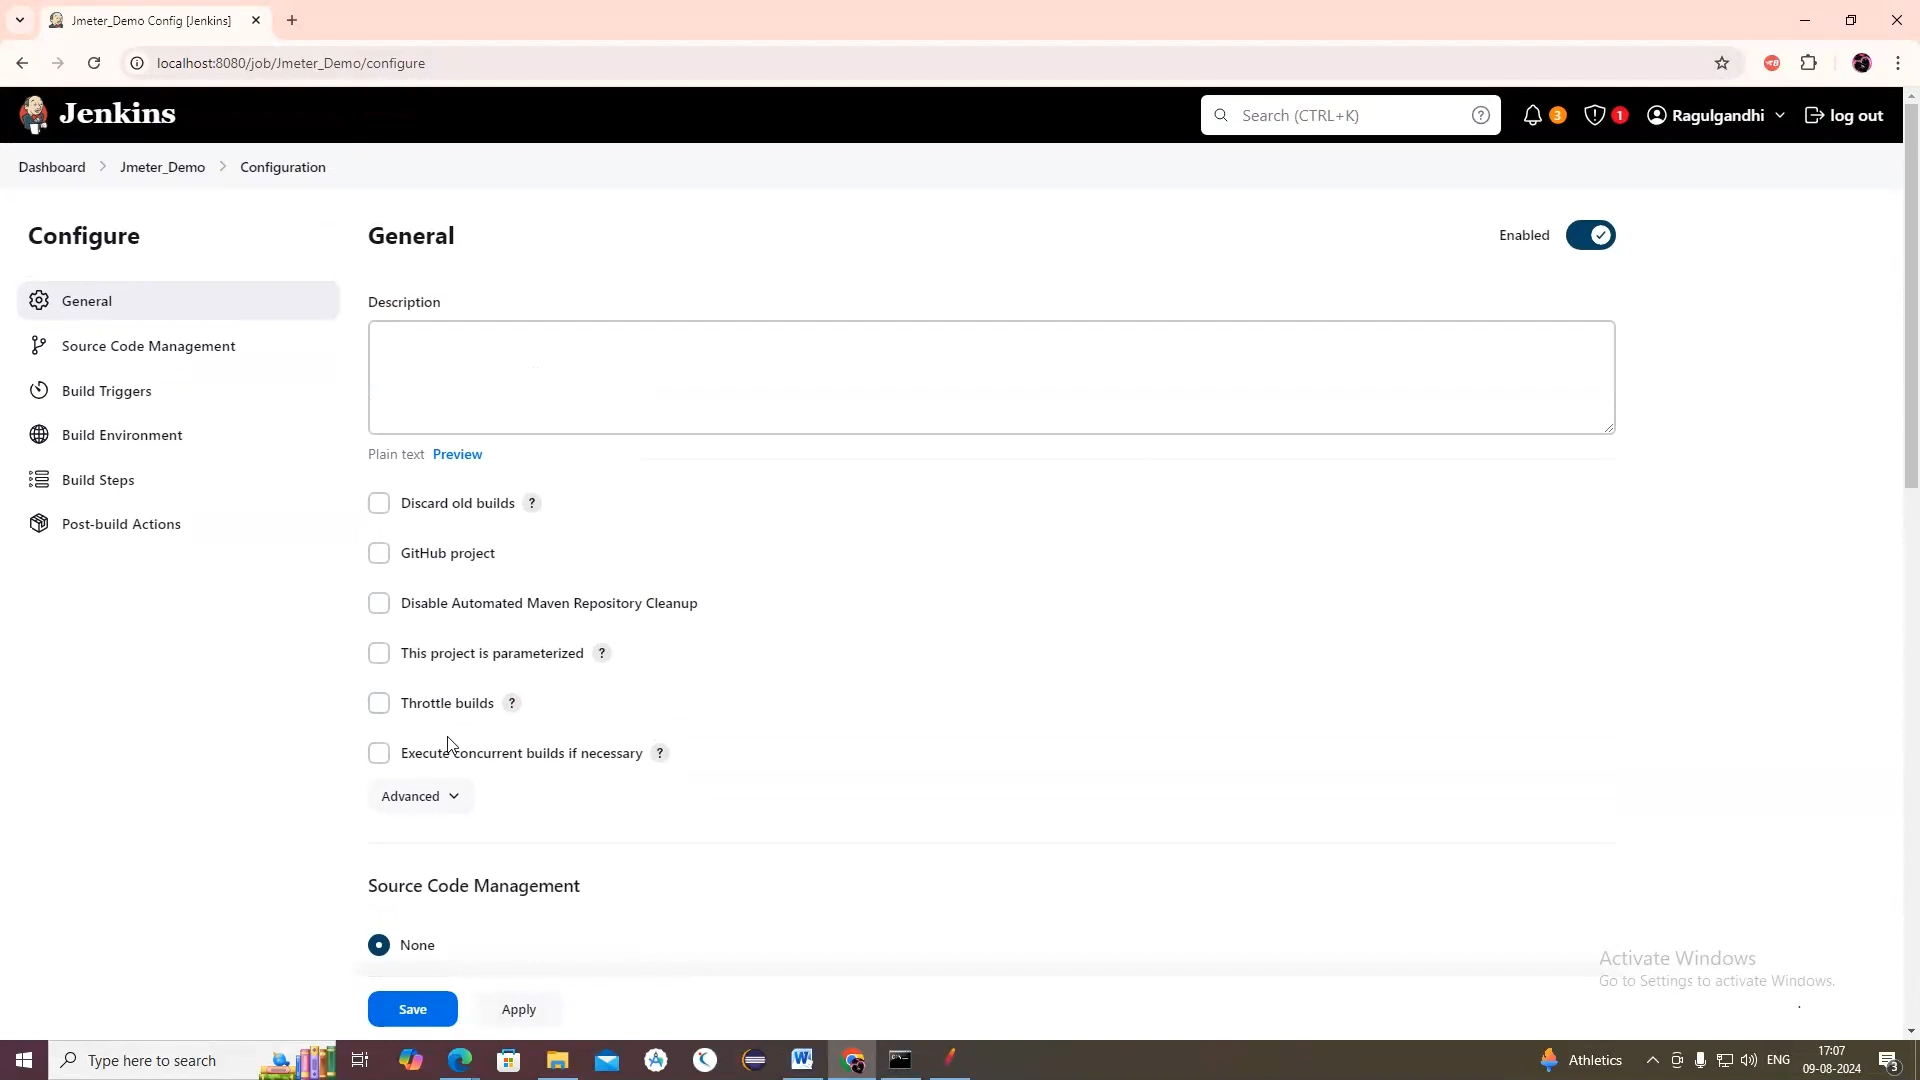 Jmeter_Demo Config [Jenkins]
localhost:8080/job/Jmeter_Demo/configure
Jenkins
Search (CTRL+K)
?
3
1
Ragulgandhi
log out
Dashboard
Jmeter_Demo
Configuration
Configure
General
Enabled
General
Source Code Management
Build Triggers
Build Environment
Build Steps
Post-build Actions
Description
Plain text Preview
Discard old builds ?
GitHub project
Disable Automated Maven Repository Cleanup
This project is parameterized ?
Throttle builds ?
Execute concurrent builds if necessary ?
Advanced
Source Code Management
None
Save
Apply
Activate Windows
Go to Settings to activate Windows.
Type here to search
Athletics
ENG
17:07
09-08-2024
3